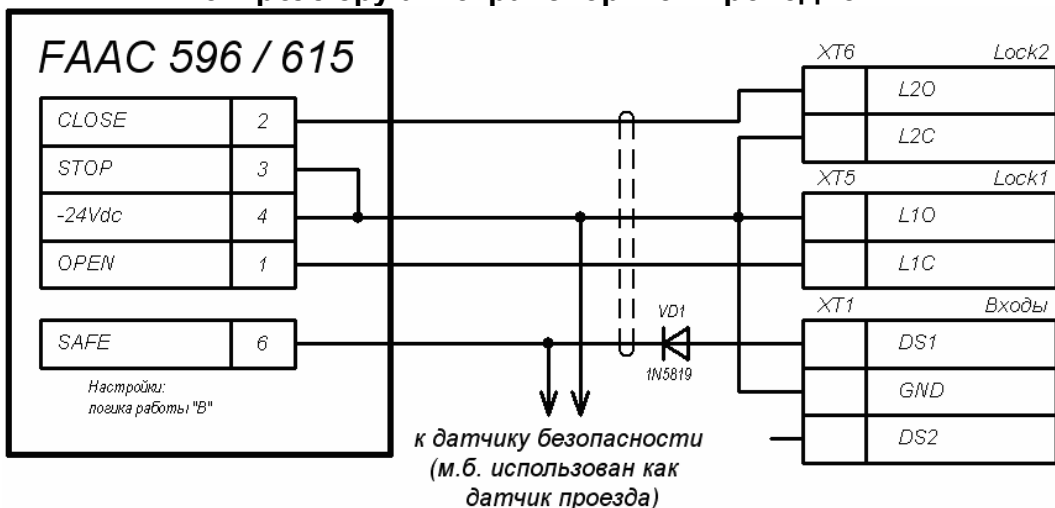 FAAC 596 / 615
CLOSE 2
STOP 3
-24Vdc 4
OPEN 1
SAFE 6
Настройки:
логика работы "B"
VD1
1N5819
к датчику безопасности
(м.б. использован как
датчик проезда)
XT6 Lock2
L2O
L2C
XT5 Lock1
L1O
L1C
XT1 Входы
DS1
GND
DS2